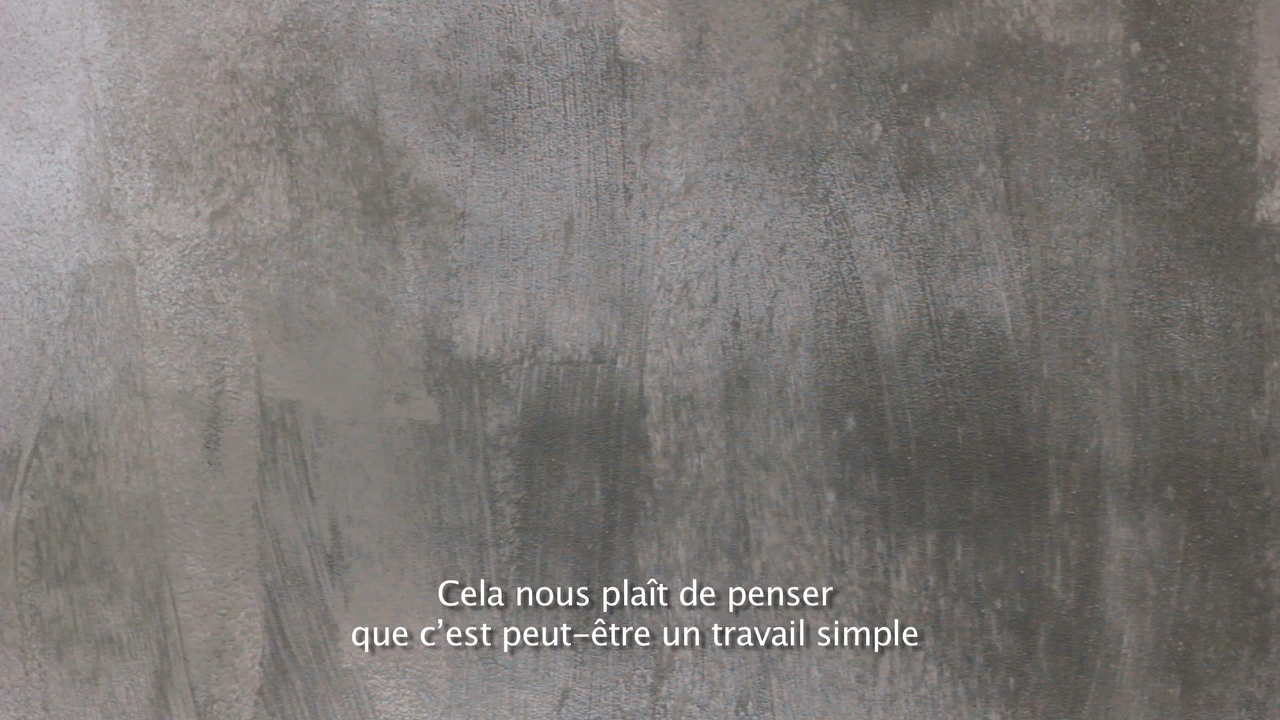 Cela nous plaît de penser
que c’est peut-être un travail simple